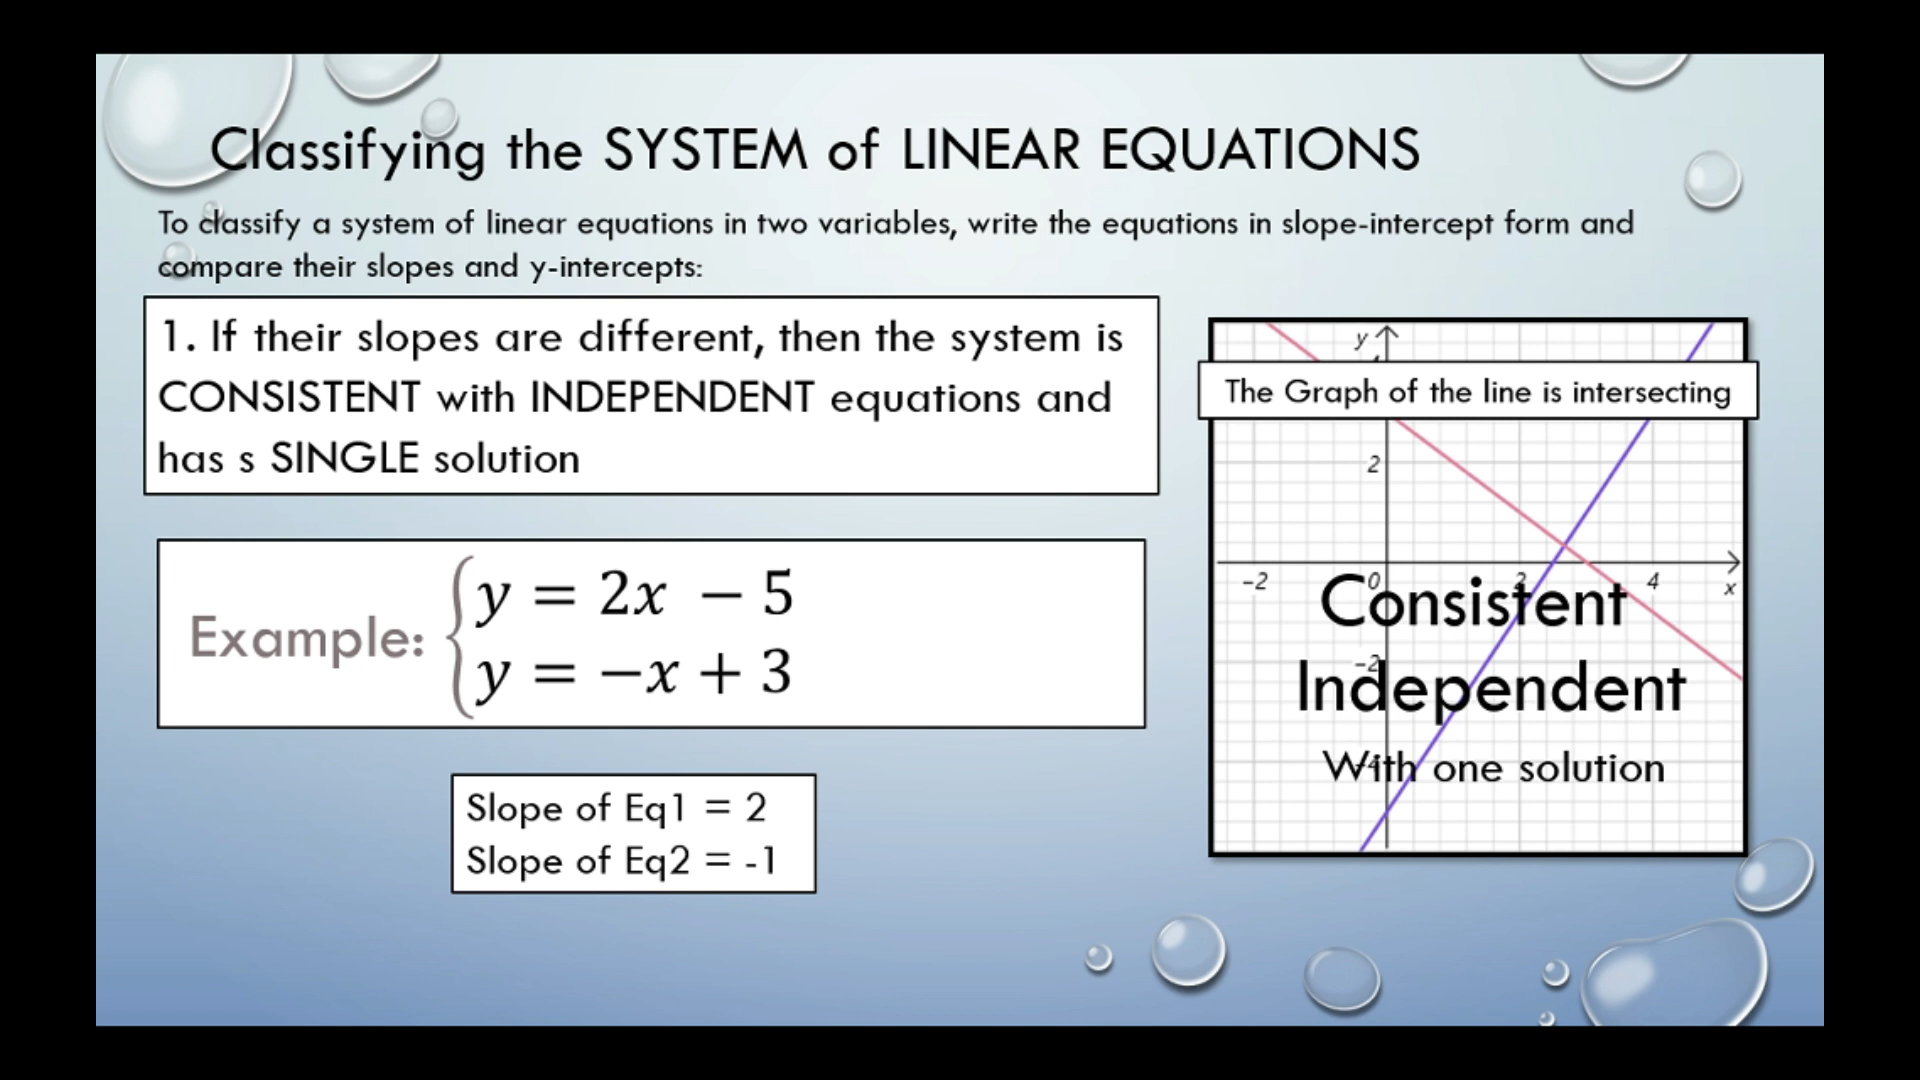 Classifying the SYSTEM of LINEAR EQUATIONS
To classify a system of linear equations in two variables, write the equations in slope-intercept form and
compare their slopes and y-intercepts:
1. If their slopes are different, then the system is
CONSISTENT with INDEPENDENT equations and
has s SINGLE solution
Example:
y = 2x − 5
y = −x + 3
Slope of Eq1 = 2
Slope of Eq2 = -1
y
The Graph of the line is intersecting
2
-2 0 2 4 x
Consistent
-2
Independent
-4
With one solution